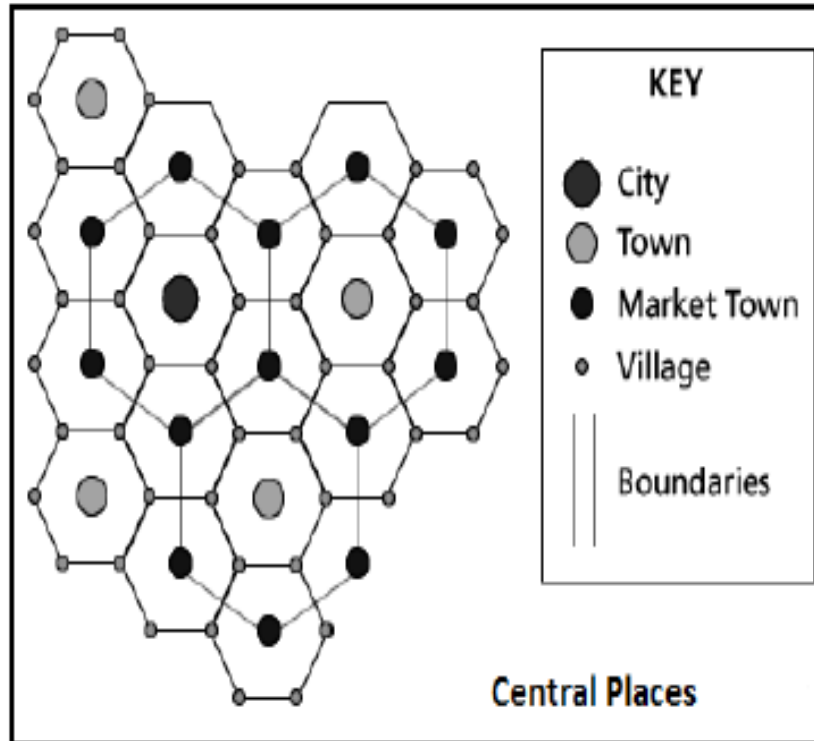 KEY
City
Town
Market Town
Village
Boundaries
Central Places